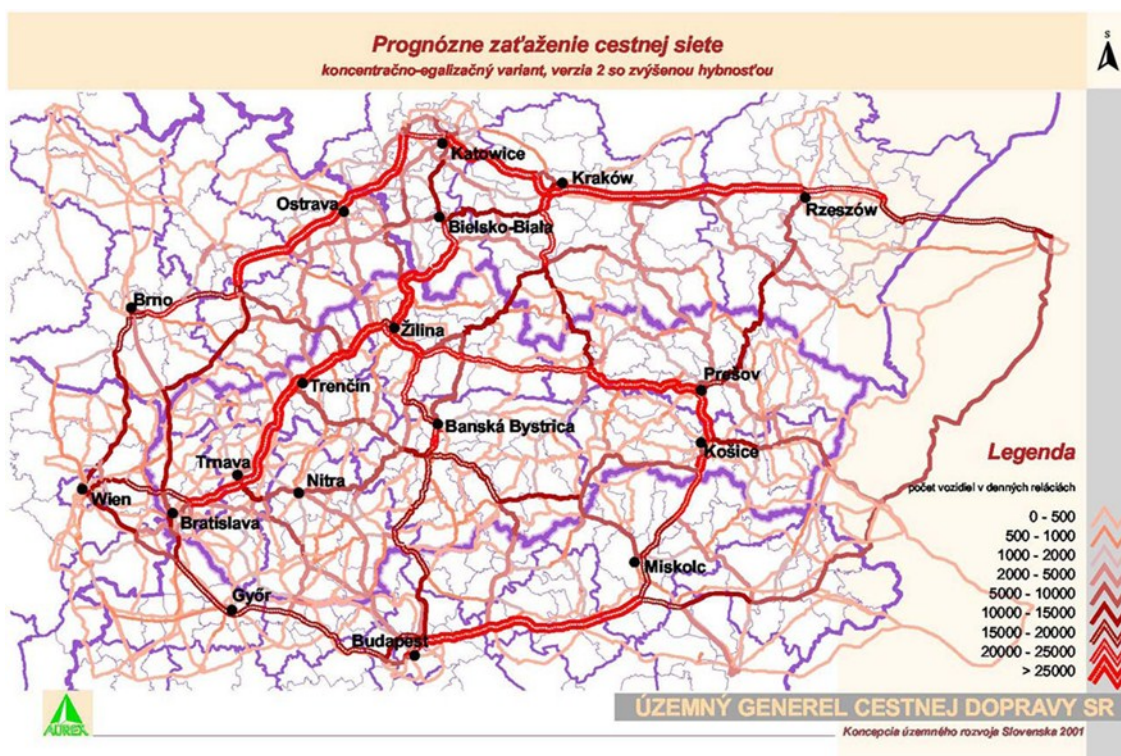 Prognózne zaťaženie cestnej siete
koncentračno-egalizačný variant, verzia 2 so zvýšenou hybnosťou
S
Katowice
Kraków
Ostrava
Rzeszów
Bielsko-Biała
Brno
Žilina
Trenčín
Prešov
Banská Bystrica
Košice
Trnava
Nitra
Wien
Bratislava
Miskolc
Győr
Budapest
Legenda
počet vozidiel v denných reláciách
0 - 500
500 - 1000
1000 - 2000
2000 - 5000
5000 - 10000
10000 - 15000
15000 - 20000
20000 - 25000
> 25000
AUREX
ÚZEMNÝ GENEREL CESTNEJ DOPRAVY SR
Koncepcia územného rozvoja Slovenska 2001